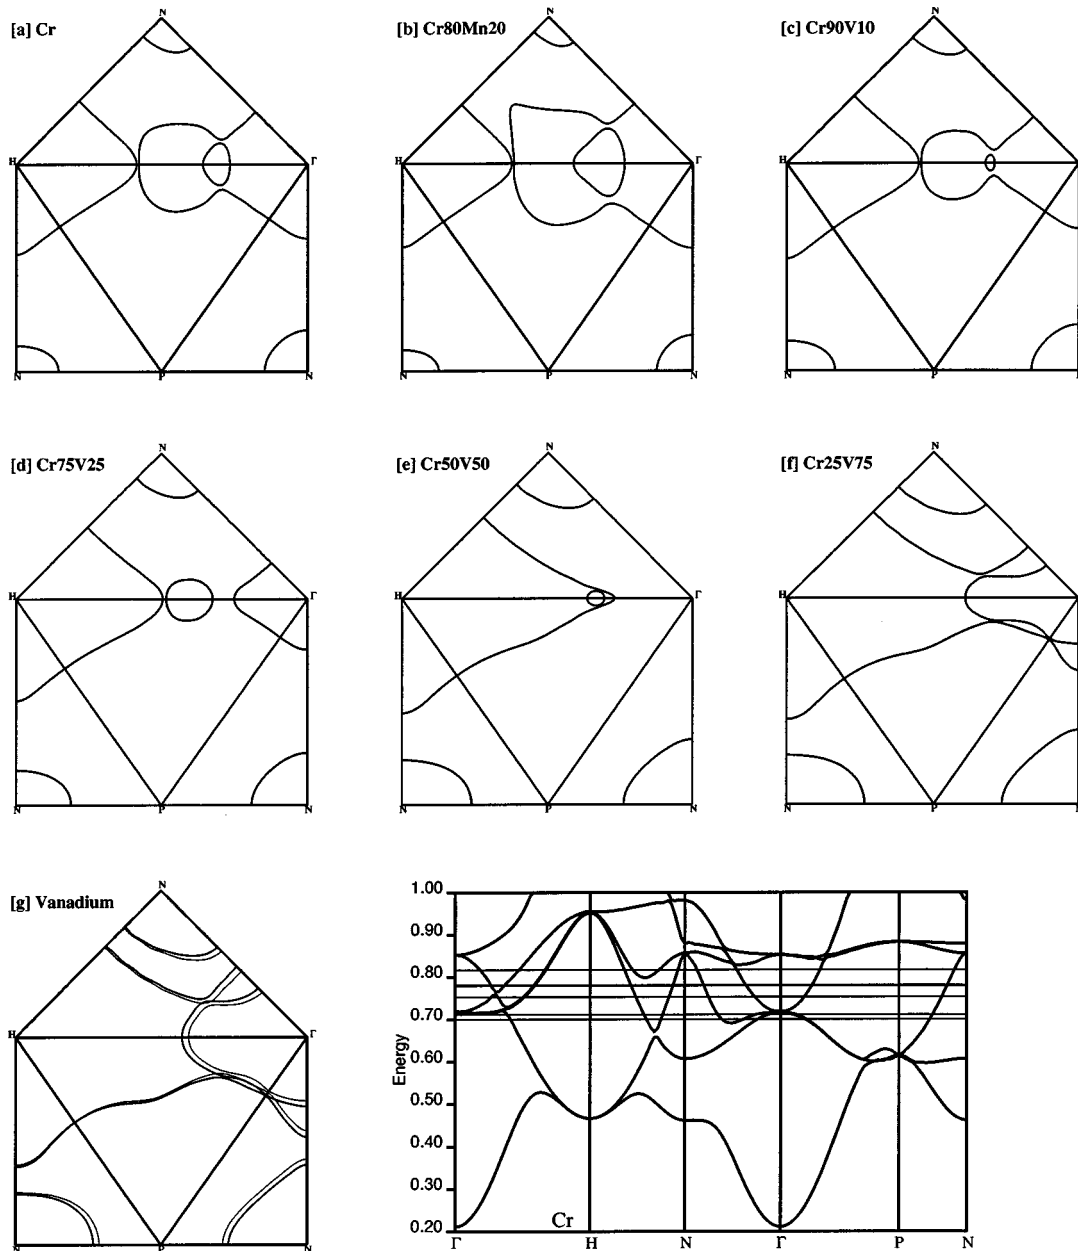 N
[a] Cr
H Γ
N P N
N
[b] Cr80Mn20
H Γ
N P N
N
[c] Cr90V10
H
N P N
N
[d] Cr75V25
H Γ
N P N
N
[e] Cr50V50
H Γ
N P N
N
[f] Cr25V75
H
N P N
N
[g] Vanadium
H Γ
N P N
1.00
0.90
0.80
0.70
0.60
0.50
0.40
0.30
0.20
Energy
Cr
Γ H N Γ P N